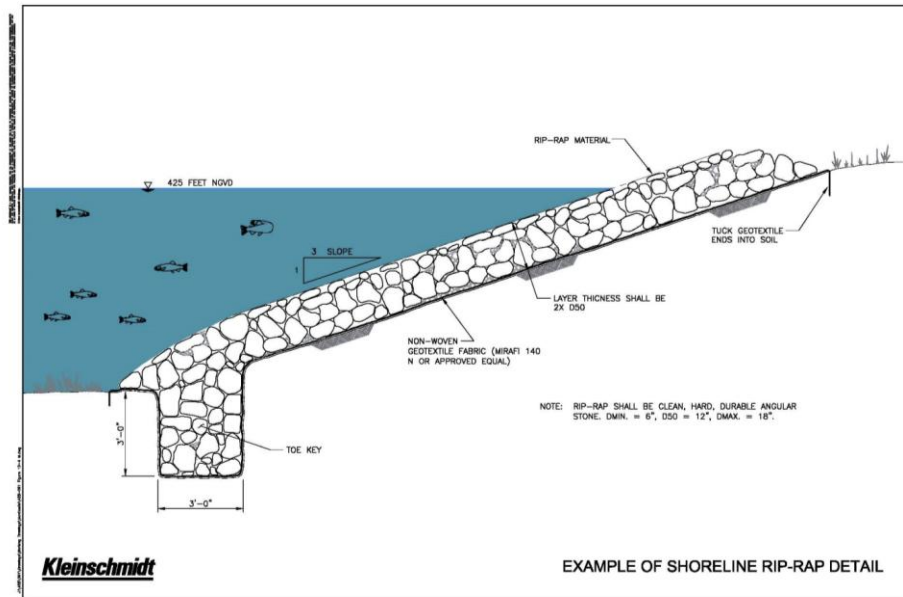 425 FEET NGVD
RIP-RAP MATERIAL
3 SLOPE
1
TUCK GEOTEXTILE
ENDS INTO SOIL
LAYER THICNESS SHALL BE
2X D50
NON-WOVEN
GEOTEXTILE FABRIC (MIRAFI 140
N OR APPROVED EQUAL)
NOTE: RIP-RAP SHALL BE CLEAN, HARD, DURABLE ANGULAR
STONE. DMIN. = 6", D50 = 12", DMAX. = 18".
3'-0"
TOE KEY
3'-0"
Kleinschmidt
EXAMPLE OF SHORELINE RIP-RAP DETAIL